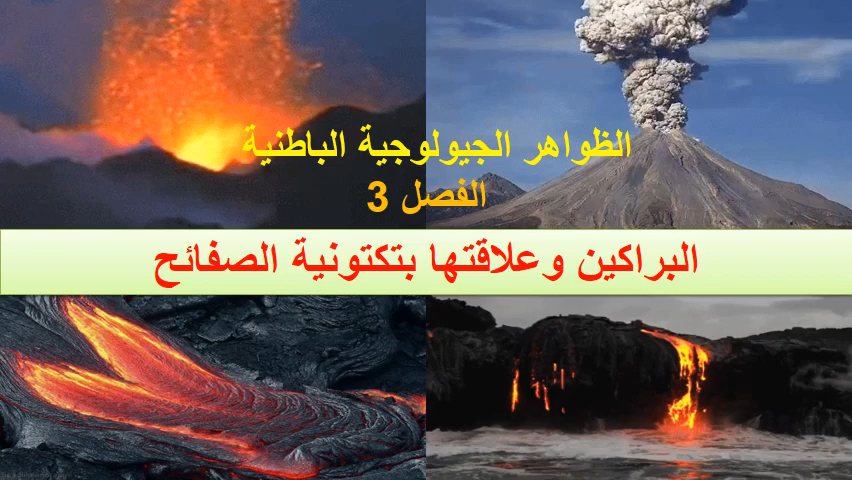 الظواهر الجيولوجية الباطنية
الفصل 3
البراكين وعلاقتها بتكتونية الصفائح